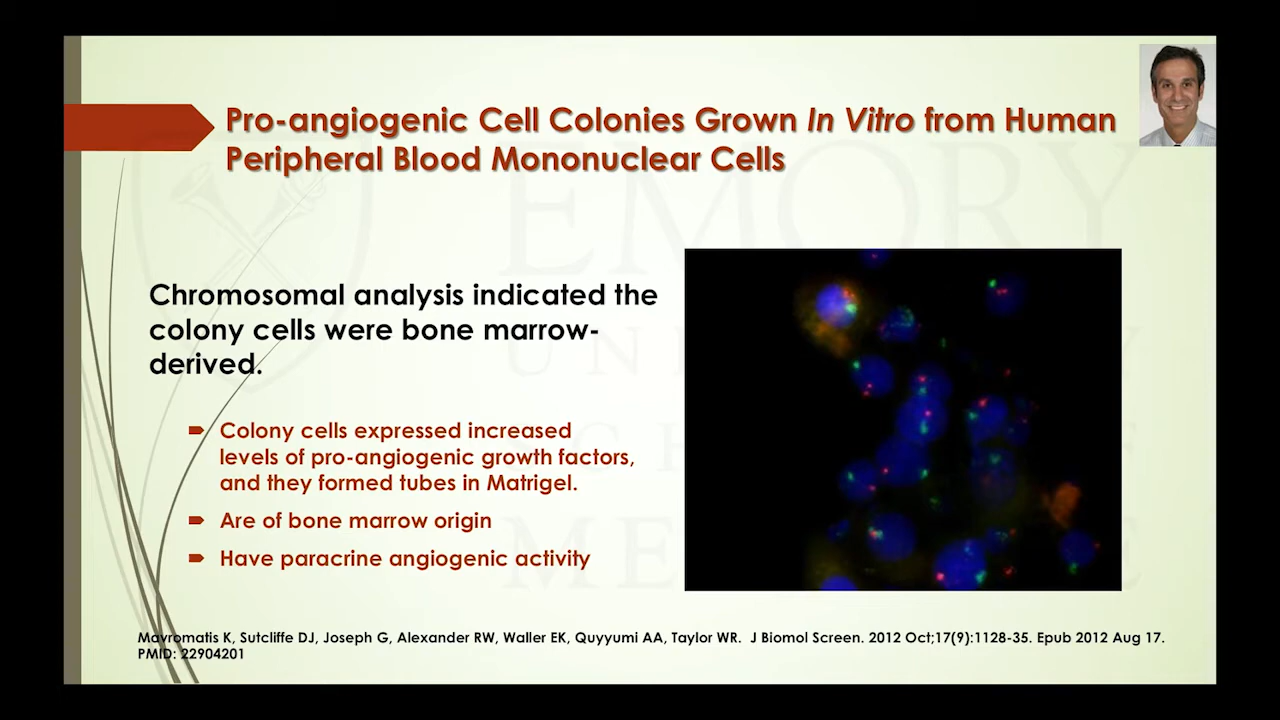 Pro-angiogenic Cell Colonies Grown In Vitro from Human
Peripheral Blood Mononuclear Cells
EMORY
Chromosomal analysis indicated the
colony cells were bone marrow-
derived.
Colony cells expressed increased
levels of pro-angiogenic growth factors,
and they formed tubes in Matrigel.
Are of bone marrow origin
Have paracrine angiogenic activity
Mavromatis K, Sutcliffe DJ, Joseph G, Alexander RW, Waller EK, Quyyumi AA, Taylor WR. J Biomol Screen. 2012 Oct;17(9):1128-35. Epub 2012 Aug 17.
PMID: 22904201